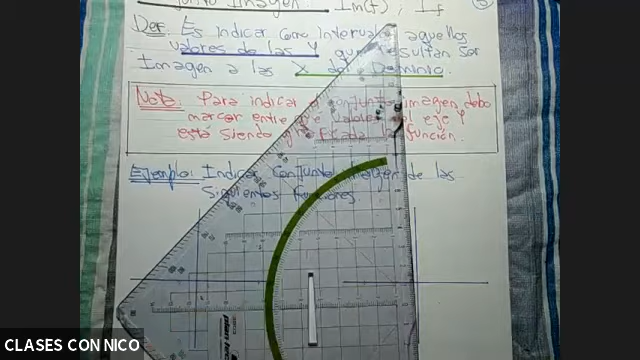 Conjunto Imagen Im(f) ; If
Def: Es indicar como Intervalo aquellos
valores de las Y que resultan ser
Imagen a las X del Dominio.
Nota: Para indicar el conjunto imagen debo
marcar entre que valores del eje Y
está siendo graficada la función.
Ejemplo: Indicar Conjunto Imagen de las
siguientes funciones.
CLASES CON NICO